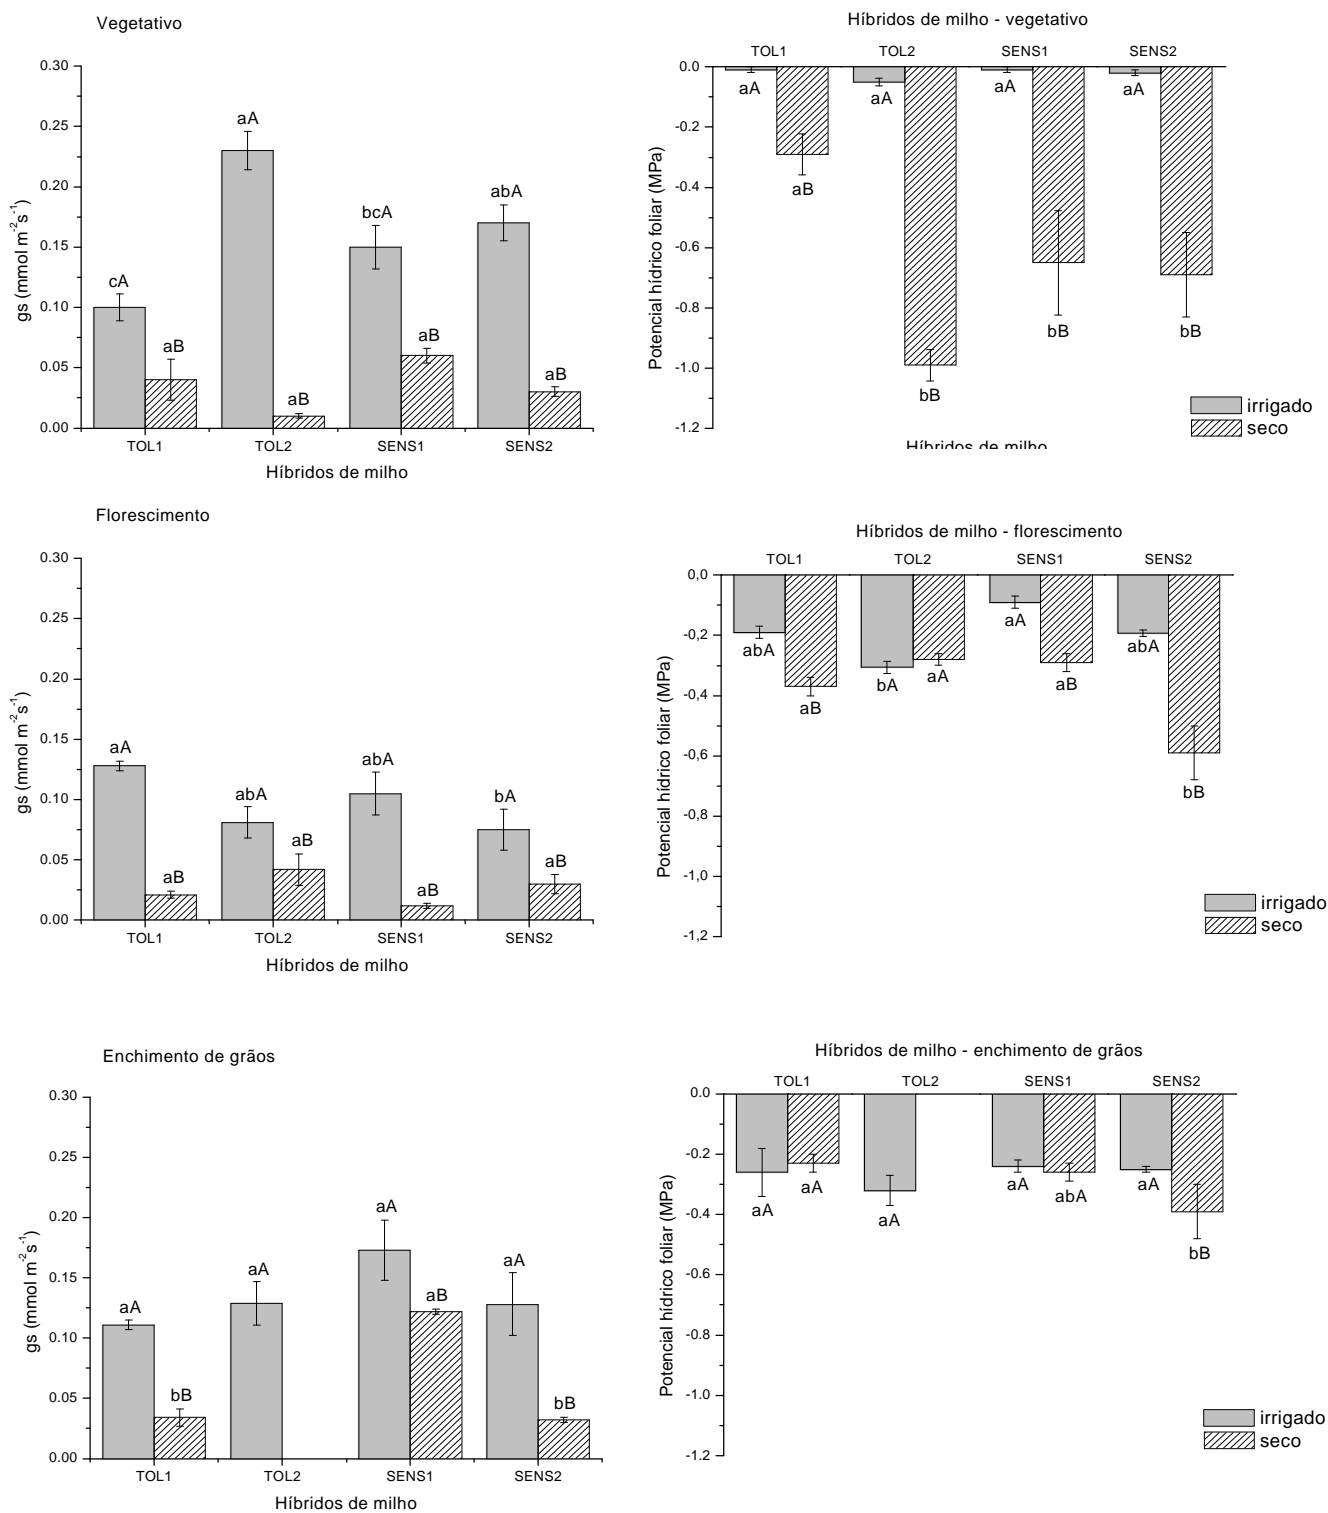 Vegetativo
0.30
0.25
0.20
0.15
0.10
0.05
0.00
gs (mmol m-2s-1)
cA
aB
aA
aB
bcA
aB
abA
aB
TOL1 TOL2 SENS1 SENS2
Híbridos de milho
Híbridos de milho - vegetativo
TOL1 TOL2 SENS1 SENS2
0.0
-0.2
-0.4
-0.6
-0.8
-1.0
-1.2
Potencial hídrico foliar (MPa)
aA
aB
aA
bB
aA
bB
aA
bB
irrigado
seco
Híbridos de milho
Florescimento
0.30
0.25
0.20
0.15
0.10
0.05
0.00
gs (mmol m-2s-1)
aA
aB
abA
aB
abA
aB
bA
aB
TOL1 TOL2 SENS1 SENS2
Híbridos de milho
Híbridos de milho - florescimento
TOL1 TOL2 SENS1 SENS2
0,0
-0,2
-0,4
-0,6
-0,8
-1,0
-1,2
Potencial hídrico foliar (MPa)
abA
aB
bA
aA
aA
aB
abA
bB
irrigado
seco
Enchimento de grãos
0.30
0.25
0.20
0.15
0.10
0.05
0.00
gs (mmol m-2s-1)
aA
bB
aA
aA
aB
aA
bB
TOL1 TOL2 SENS1 SENS2
Híbridos de milho
Híbridos de milho - enchimento de grãos
TOL1 TOL2 SENS1 SENS2
0.0
-0.2
-0.4
-0.6
-0.8
-1.0
-1.2
Potencial hídrico foliar (MPa)
aA
aA
aA
aA
abA
aA
bB
irrigado
seco